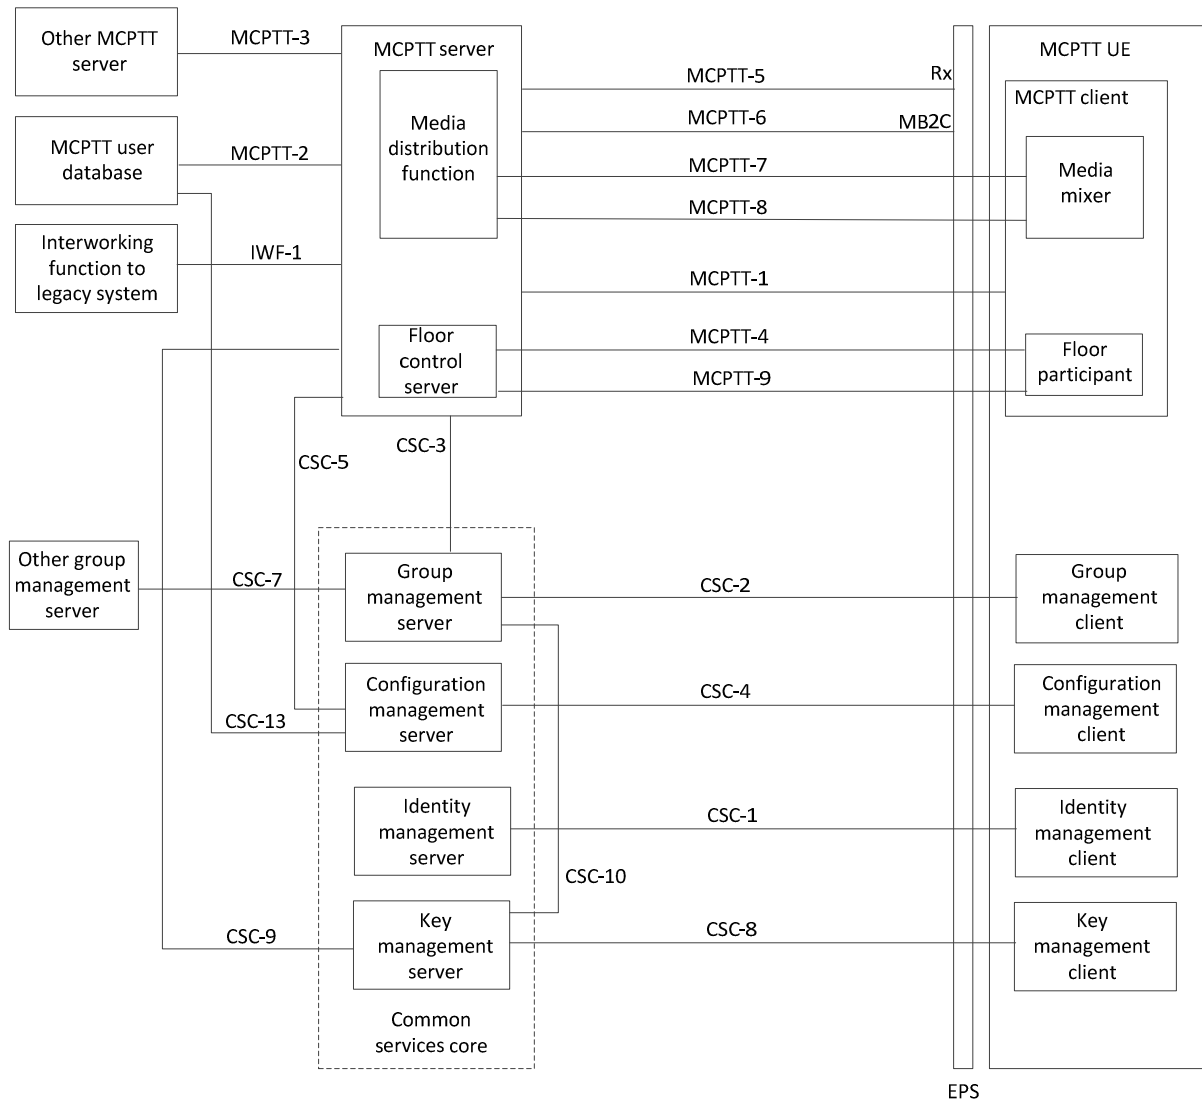 Other MCPTT
server
MCPTT-3
MCPTT user
database
MCPTT-2
Interworking
function to
legacy system
IWF-1
MCPTT server
Media
distribution
function
Floor
control
server
MCPTT-5
Rx
MCPTT-6
MB2C
MCPTT-7
MCPTT-8
MCPTT-1
MCPTT-4
MCPTT-9
MCPTT UE
MCPTT client
Media
mixer
Floor
participant
CSC-3
CSC-5
Other group
management
server
CSC-7
Group
management
server
CSC-2
Group
management
client
CSC-13
Configuration
management
server
CSC-4
Configuration
management
client
Identity
management
server
CSC-1
Identity
management
client
CSC-10
CSC-9
Key
management
server
CSC-8
Key
management
client
Common
services core
EPS